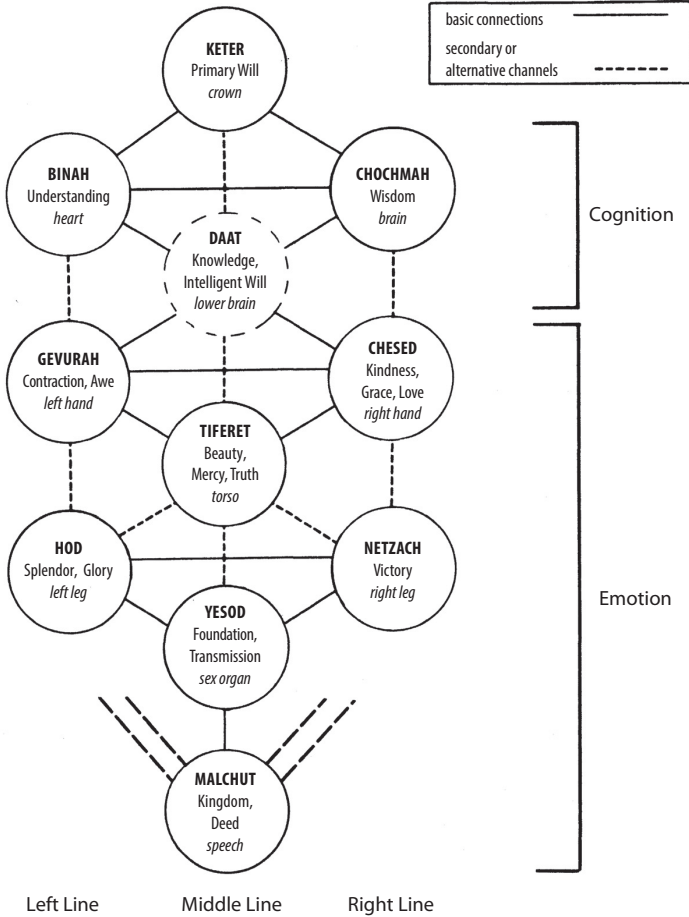 basic connections
secondary or
alternative channels
KETER
Primary Will
crown
BINAH
Understanding
heart
CHOCHMAH
Wisdom
brain
Cognition
DAAT
Knowledge,
Intelligent Will
lower brain
GEVURAH
Contraction, Awe
left hand
CHESED
Kindness,
Grace, Love
right hand
TIFERET
Beauty,
Mercy, Truth
torso
HOD
Splendor, Glory
left leg
NETZACH
Victory
right leg
Emotion
YESOD
Foundation,
Transmission
sex organ
MALCHUT
Kingdom,
Deed
speech
Left Line Middle Line Right Line